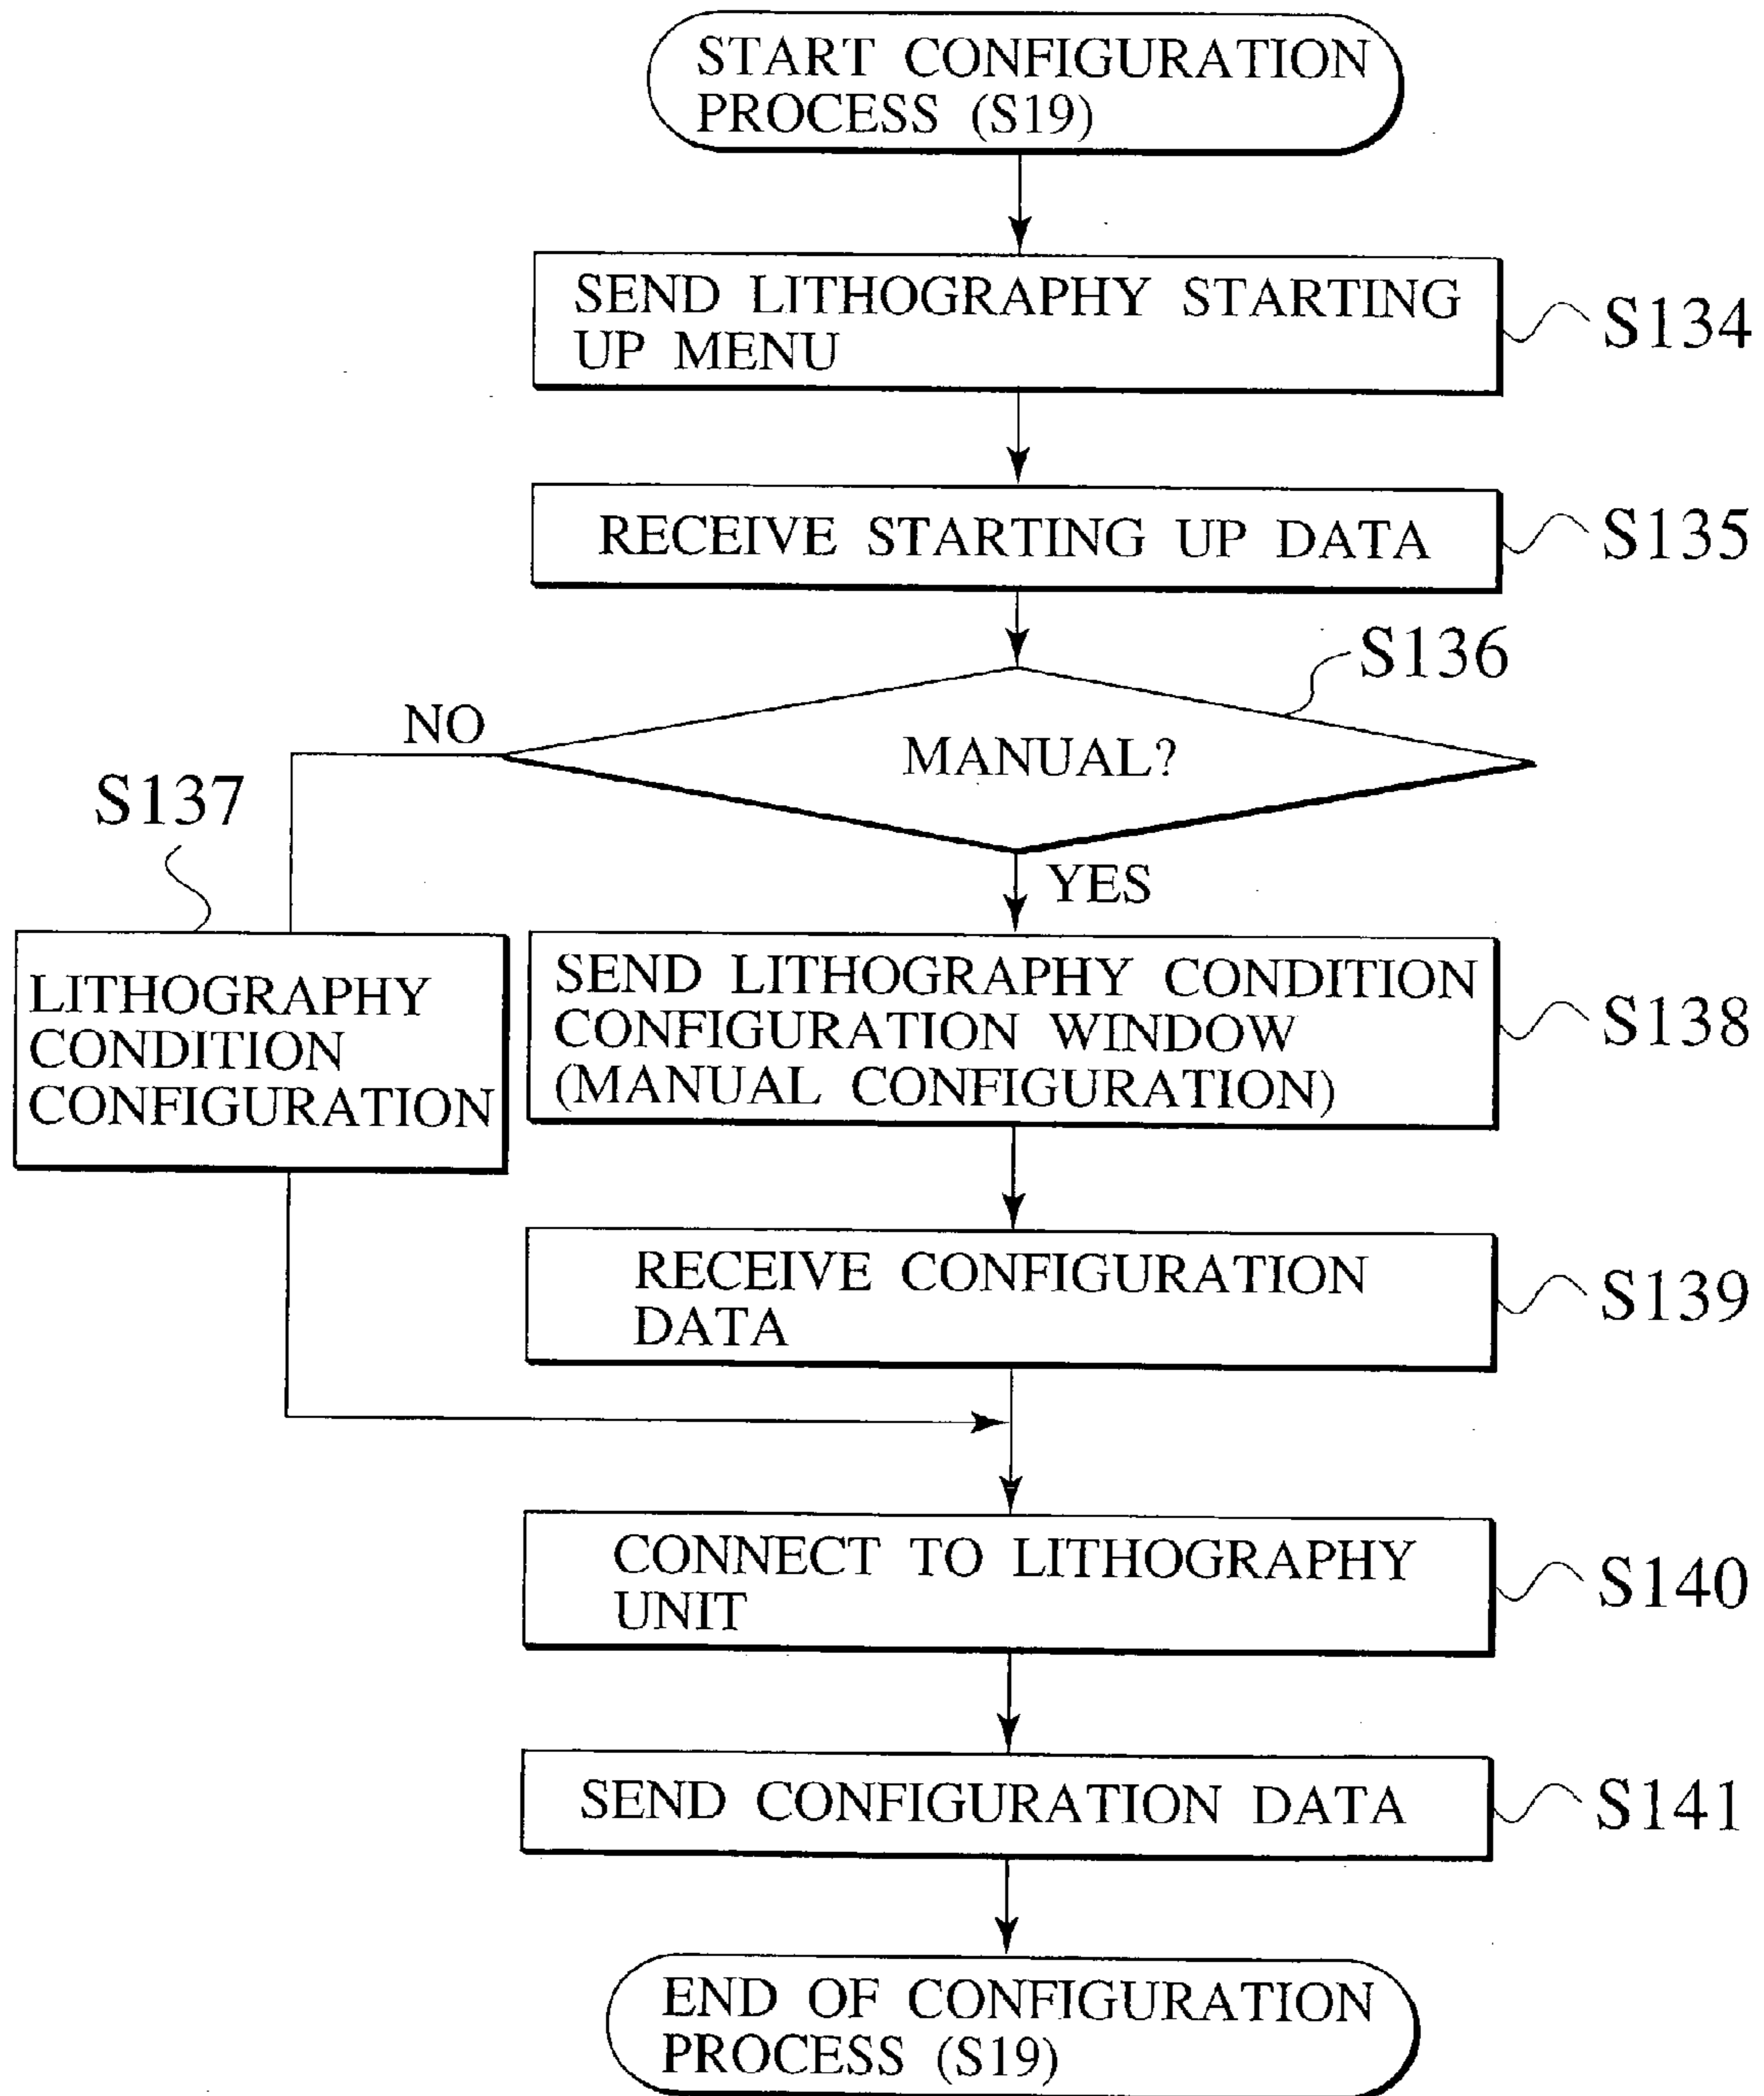 START CONFIGURATION
PROCESS (S19)
SEND LITHOGRAPHY STARTING
UP MENU
S134
RECEIVE STARTING UP DATA
S135
S136
MANUAL?
NO
YES
S137
LITHOGRAPHY
CONDITION
CONFIGURATION
SEND LITHOGRAPHY CONDITION
CONFIGURATION WINDOW
(MANUAL CONFIGURATION)
S138
RECEIVE CONFIGURATION
DATA
S139
CONNECT TO LITHOGRAPHY
UNIT
S140
SEND CONFIGURATION DATA
S141
END OF CONFIGURATION
PROCESS (S19)